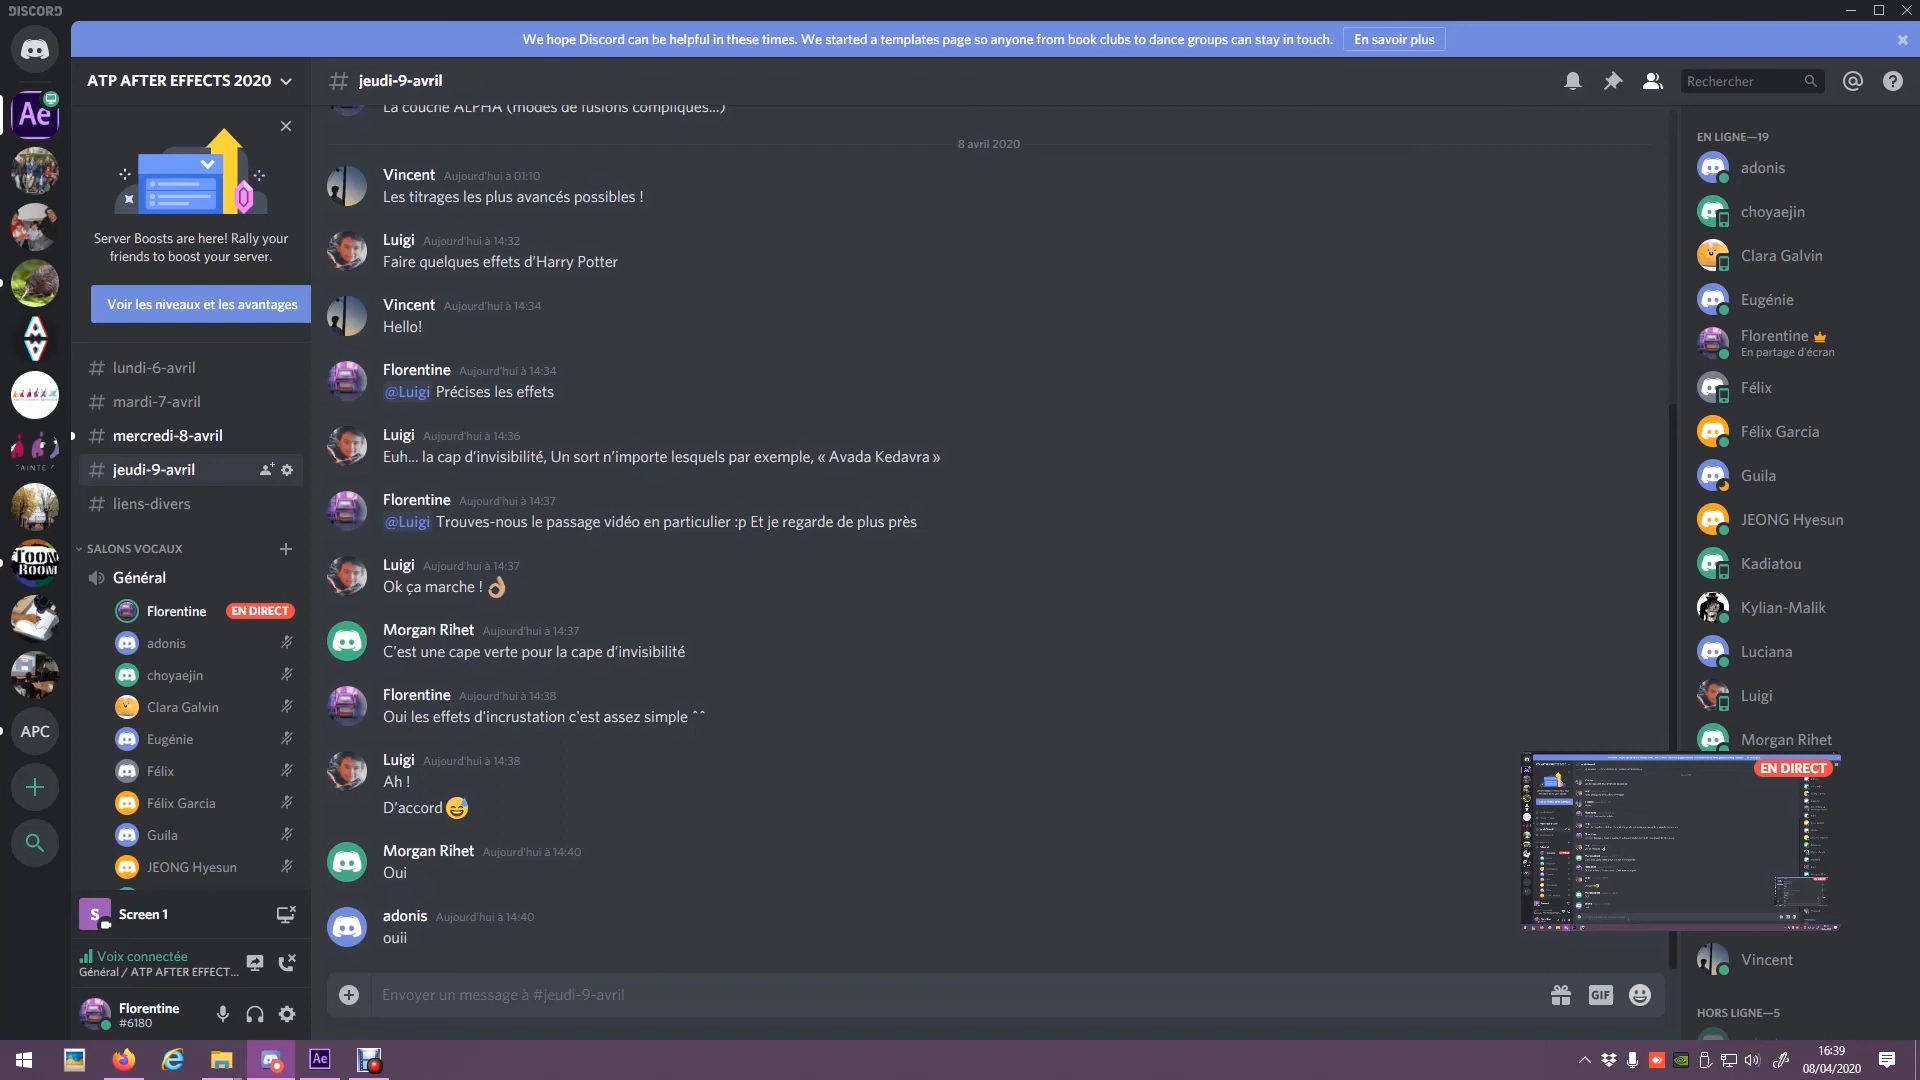 DISCORD
We hope Discord can be helpful in these times. We started a templates page so anyone from book clubs to dance groups can stay in touch.
En savoir plus
ATP AFTER EFFECTS 2020
jeudi-9-avril
Rechercher
Ae
Server Boosts are here! Rally your
friends to boost your server.
Voir les niveaux et les avantages
# lundi-6-avril
# mardi-7-avril
# mercredi-8-avril
# jeudi-9-avril
# liens-divers
SALONS VOCAUX
Général
Florentine EN DIRECT
adonis
choyaejin
Clara Galvin
Eugénie
Félix
Félix Garcia
Guila
JEONG Hyesun
TOON
ROOM
APC
S Screen 1
Voix connectée
Général / ATP AFTER EFFECT...
Florentine
#6180
La couche ALPHA (modes de fusions compliqués...)
8 avril 2020
Vincent Aujourd'hui à 01:10
Les titrages les plus avancés possibles !
Luigi Aujourd'hui à 14:32
Faire quelques effets d'Harry Potter
Vincent Aujourd'hui à 14:34
Hello!
Florentine Aujourd'hui à 14:34
@Luigi Précises les effets
Luigi Aujourd'hui à 14:36
Euh... la cap d'invisibilité, Un sort n'importe lesquels par exemple, « Avada Kedavra »
Florentine Aujourd'hui à 14:37
@Luigi Trouves-nous le passage vidéo en particulier :p Et je regarde de plus près
Luigi Aujourd'hui à 14:37
Ok ça marche ! 👌🏽
Morgan Rihet Aujourd'hui à 14:37
C'est une cape verte pour la cape d'invisibilité
Florentine Aujourd'hui à 14:38
Oui les effets d'incrustation c'est assez simple ^^
Luigi Aujourd'hui à 14:38
Ah !
D'accord 😅
Morgan Rihet Aujourd'hui à 14:40
Oui
adonis Aujourd'hui à 14:40
ouii
Envoyer un message à #jeudi-9-avril
GIF
EN LIGNE—19
adonis
choyaejin
Clara Galvin
Eugénie
Florentine
En partage d'écran
Félix
Félix Garcia
Guila
JEONG Hyesun
Kadiatou
Kylian-Malik
Luciana
Luigi
Morgan Rihet
EN DIRECT
Vincent
HORS LIGNE—5
Ae
16:39
08/04/2020